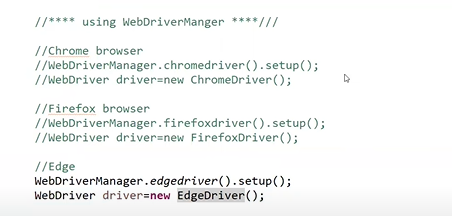 //**** using WebDriverManger ****///
//Chrome browser
//WebDriverManager.chromedriver().setup();
//WebDriver driver=new ChromeDriver();
//Firefox browser
//WebDriverManager.firefoxdriver().setup();
//WebDriver driver=new FirefoxDriver();
//Edge
WebDriverManager.edgedriver().setup();
WebDriver driver=new EdgeDriver();